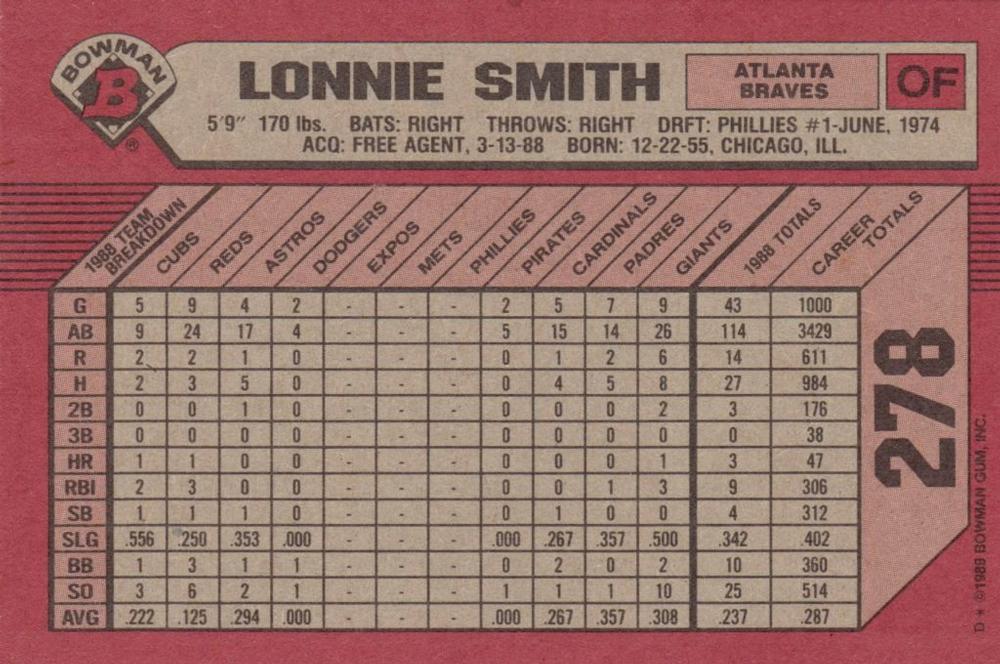 BOWMAN
B
®
LONNIE SMITH
ATLANTA
BRAVES
OF
5'9" 170 lbs. BATS: RIGHT THROWS: RIGHT DRFT: PHILLIES #1-JUNE, 1974
ACQ: FREE AGENT, 3-13-88 BORN: 12-22-55, CHICAGO, ILL.
1988 TEAM
BREAKDOWN
CUBS
REDS
ASTROS
DODGERS
EXPOS
METS
PHILLIES
PIRATES
CARDINALS
PADRES
GIANTS
1988 TOTALS
CAREER
TOTALS
G 5 9 4 2 - - - 2 5 7 9 43 1000
AB 9 24 17 4 - - - 5 15 14 26 114 3429
R 2 2 1 0 - - - 0 1 2 6 14 611
H 2 3 5 0 - - - 0 4 5 8 27 984
2B 0 0 1 0 - - - 0 0 0 2 3 176
3B 0 0 0 0 - - - 0 0 0 0 0 38
HR 1 1 0 0 - - - 0 0 0 1 3 47
RBI 2 3 0 0 - - - 0 0 1 3 9 306
SB 1 1 1 0 - - - 0 1 0 0 4 312
SLG .556 .250 .353 .000 - - - .000 .267 .357 .500 .342 .402
BB 1 3 1 1 - - - 0 2 0 2 10 360
SO 3 6 2 1 - - - 1 1 1 10 25 514
AVG .222 .125 .294 .000 - - - .000 .267 .357 .308 .237 .287
278
D * ©1989 BOWMAN GUM, INC.